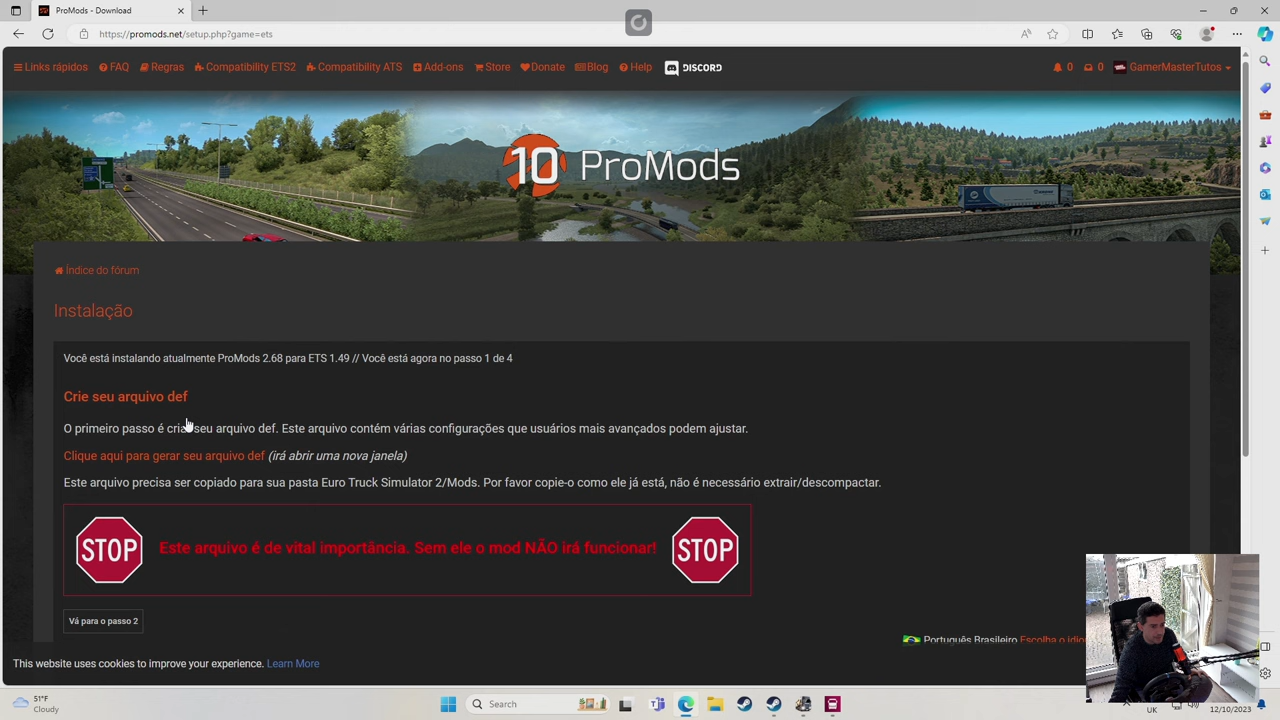 ProMods - Download
https://promods.net/setup.php?game=ets
Links rápidos FAQ Regras Compatibility ETS2 Compatibility ATS Add-ons Store Donate Blog Help DISCORD 0 0 GamerMasterTutos
10 ProMods
Índice do fórum
Instalação
Você está instalando atualmente ProMods 2.68 para ETS 1.49 // Você está agora no passo 1 de 4
Crie seu arquivo def
O primeiro passo é criar seu arquivo def. Este arquivo contém várias configurações que usuários mais avançados podem ajustar.
Clique aqui para gerar seu arquivo def (irá abrir uma nova janela)
Este arquivo precisa ser copiado para sua pasta Euro Truck Simulator 2/Mods. Por favor copie-o como ele já está, não é necessário extrair/descompactar.
STOP Este arquivo é de vital importância. Sem ele o mod NÃO irá funcionar! STOP
Vá para o passo 2
Português Brasileiro Escolha o idio
This website uses cookies to improve your experience. Learn More
51°F
Cloudy
Search
UK
12/10/2023